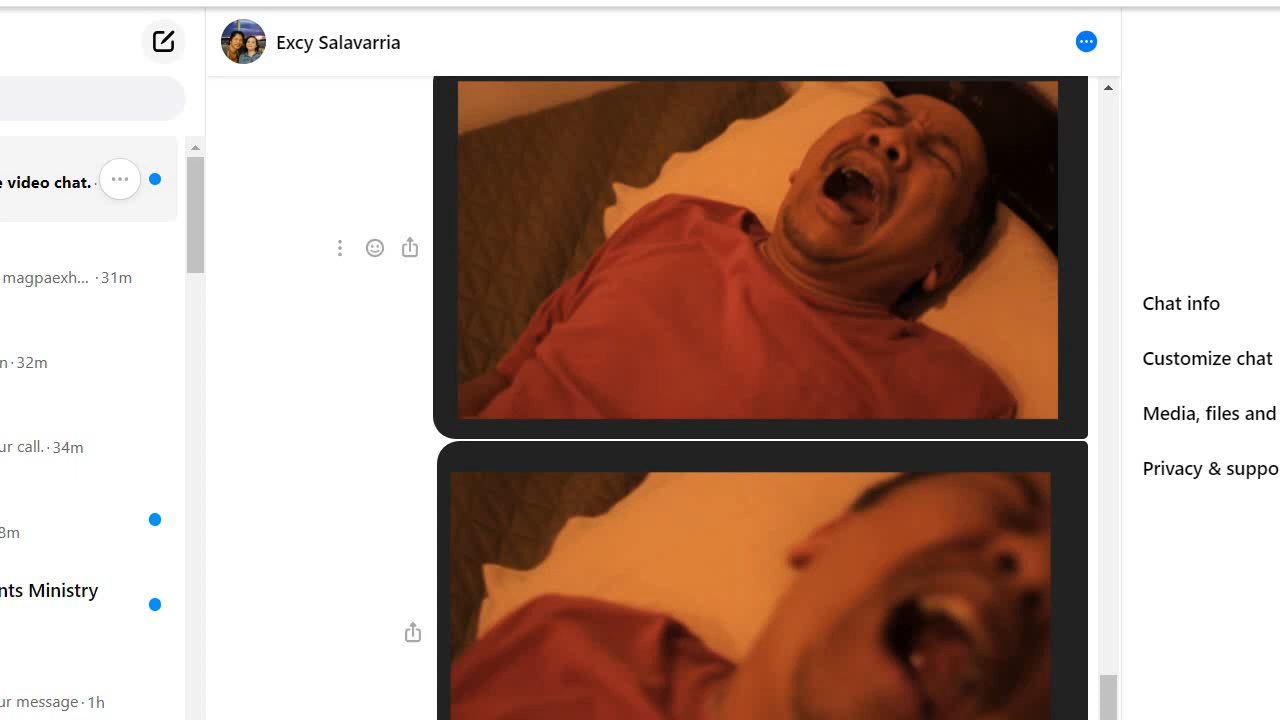 Excy Salavarria
video chat. ·
magpaexh... · 31m
n · 32m
ur call. · 34m
8m
nts Ministry
ur message · 1h
Chat info
Customize chat
Media, files and
Privacy & suppo